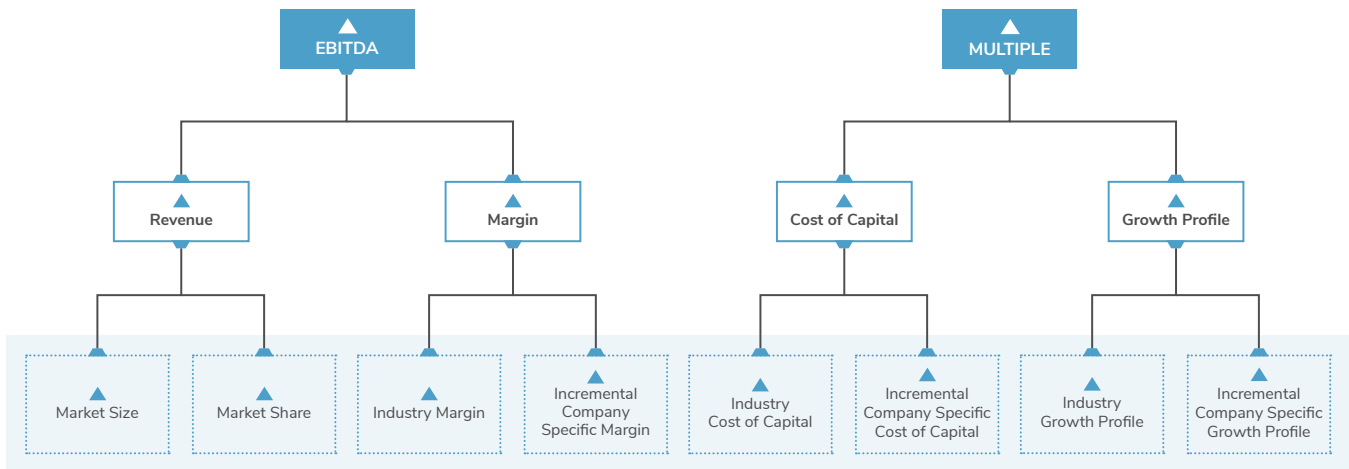 EBITDA
MULTIPLE
Revenue
Margin
Cost of Capital
Growth Profile
Market Size
Market Share
Industry Margin
Incremental
Company
Specific Margin
Industry
Cost of Capital
Incremental
Company Specific
Cost of Capital
Industry
Growth Profile
Incremental
Company Specific
Growth Profile